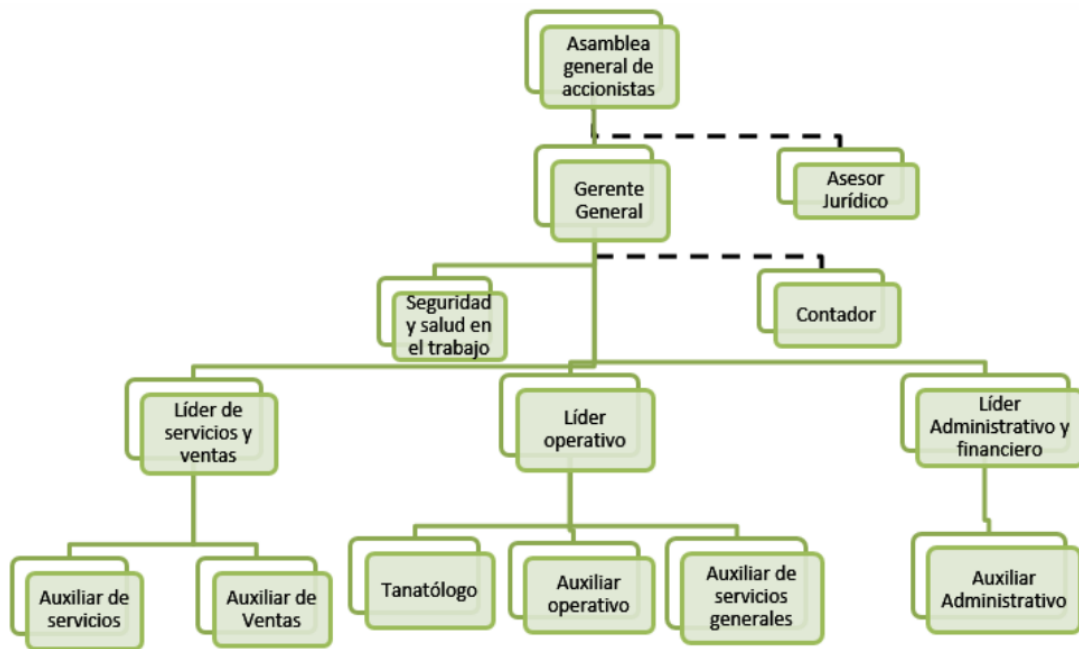 Asamblea
general de
accionistas
Asesor
Jurídico
Gerente
General
Seguridad
y salud en
el trabajo
Contador
Líder de
servicios y
ventas
Líder
operativo
Líder
Administrativo y
financiero
Auxiliar de
servicios
Auxiliar de
Ventas
Tanatólogo
Auxiliar
operativo
Auxiliar de
servicios
generales
Auxiliar
Administrativo